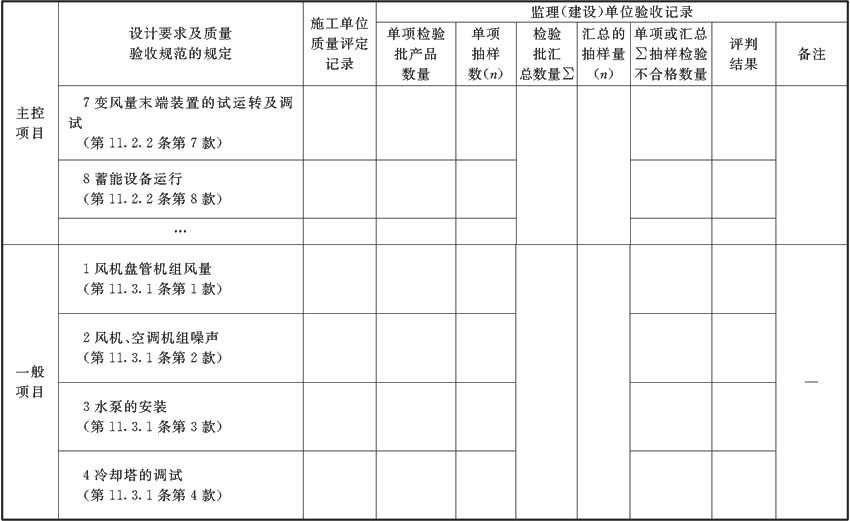 设计要求及质量
验收规范的规定
施工单位
质量评定
记录
监理(建设)单位验收记录
单项检验
批产品
数量
单项
抽样
数(n)
检验
批汇
总数量∑
汇总的
抽样量
(n)
单项或汇总
∑抽样检验
不合格数量
评判
结果
备注
主控
项目
7 变风量末端装置的试运转及调
试
(第 11.2.2 条第 7 款)
8 蓄能设备运行
(第 11.2.2 条第 8 款)
…
一般
项目
1 风机盘管机组风量
(第 11.3.1 条第 1 款)
2 风机、空调机组噪声
(第 11.3.1 条第 2 款)
3 水泵的安装
(第 11.3.1 条第 3 款)
4 冷却塔的调试
(第 11.3.1 条第 4 款)
—